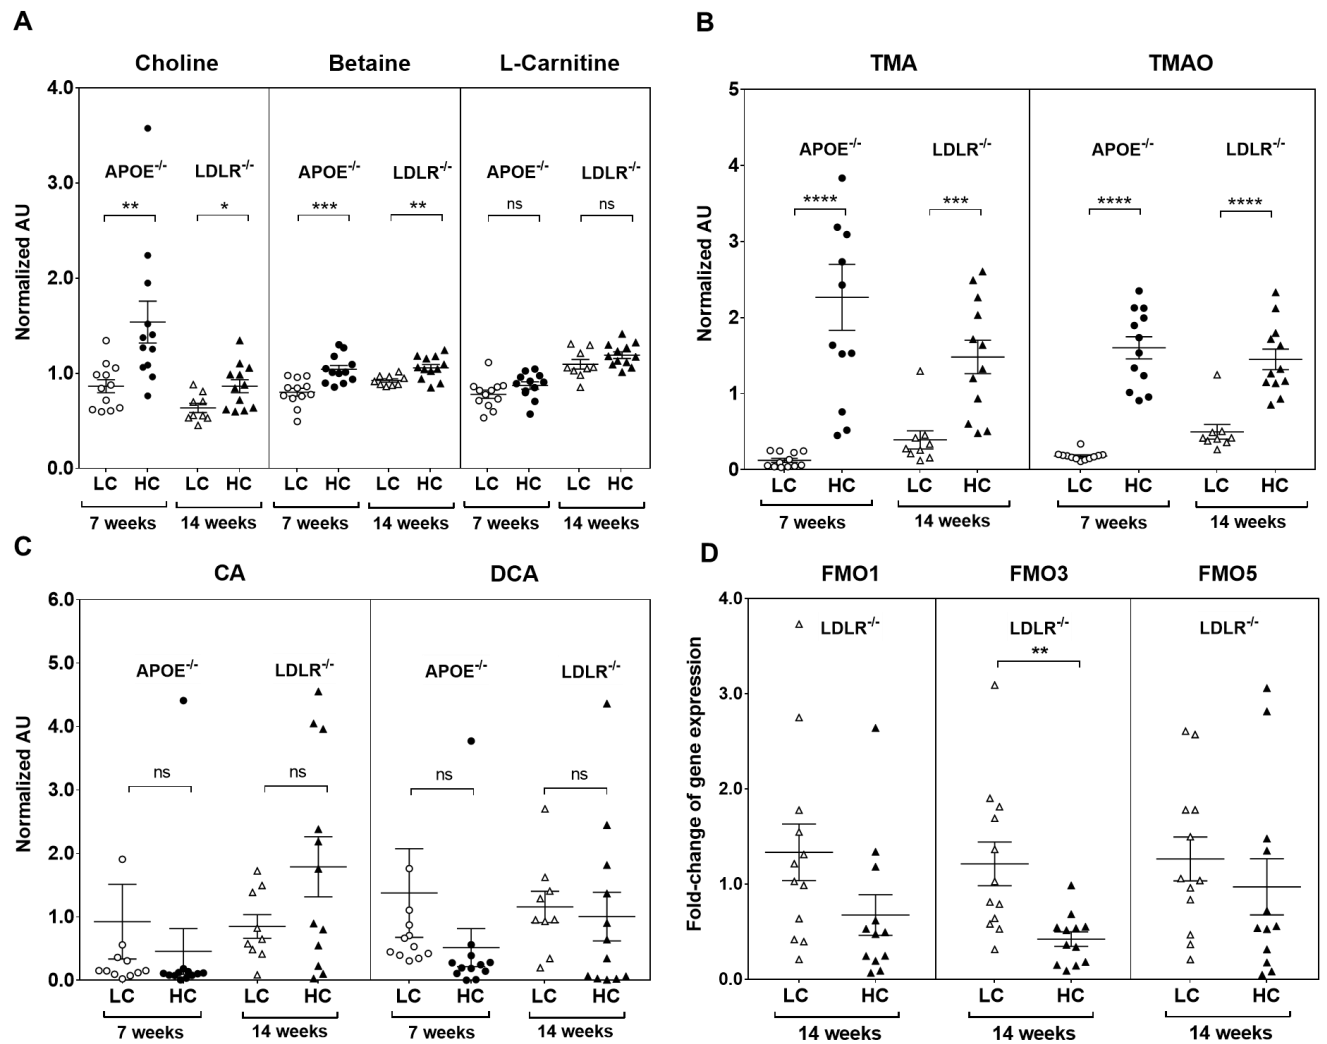 A
Choline Betaine L-Carnitine
4.0
APOE-/- LDLR-/- APOE-/- LDLR-/- APOE-/- LDLR-/-
3.0
** * *** ** ns ns
Normalized AU
2.0
1.0
0.0
LC HC LC HC LC HC LC HC LC HC LC HC
7 weeks 14 weeks 7 weeks 14 weeks 7 weeks 14 weeks
B
TMA TMAO
5
APOE-/- LDLR-/- APOE-/- LDLR-/-
4
**** *** **** ****
3
Normalized AU
2
1
0
LC HC LC HC LC HC LC HC
7 weeks 14 weeks 7 weeks 14 weeks
C
CA DCA
6.0
5.0
APOE-/- LDLR-/- APOE-/- LDLR-/-
4.0
ns ns ns ns
3.0
Normalized AU
2.0
1.0
0.0
LC HC LC HC LC HC LC HC
7 weeks 14 weeks 7 weeks 14 weeks
D
FMO1 FMO3 FMO5
4.0
LDLR-/- LDLR-/- LDLR-/-
**
3.0
Fold-change of gene expression
2.0
1.0
0.0
LC HC LC HC LC HC
14 weeks 14 weeks 14 weeks